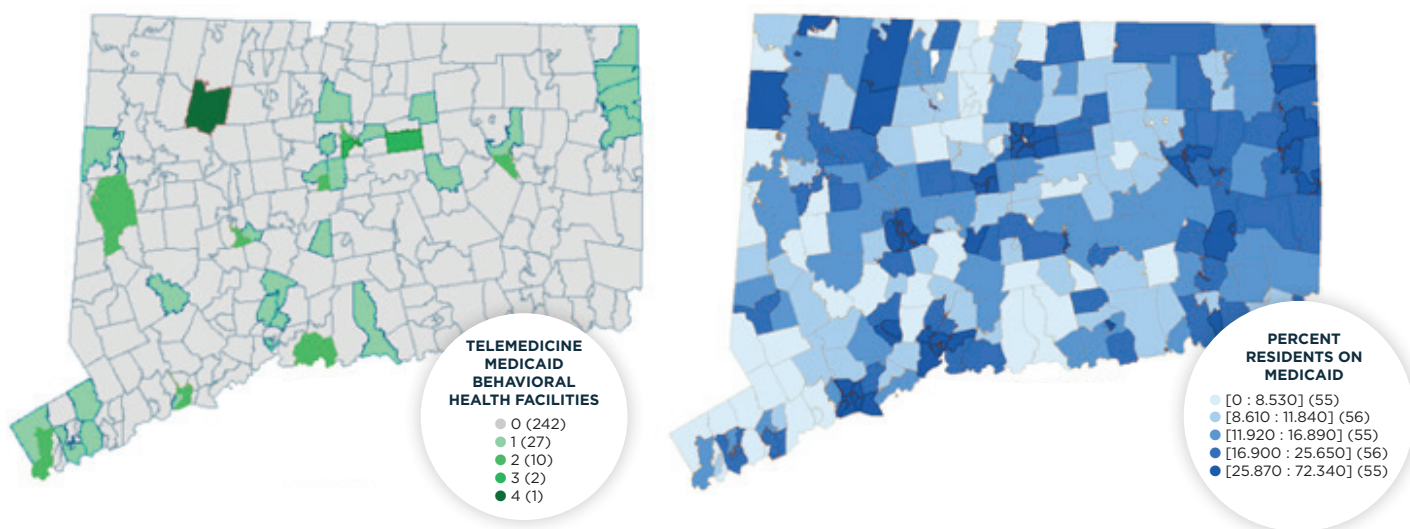 TELEMEDICINE
MEDICAID
BEHAVIORAL
HEALTH FACILITIES
0 (242)
1 (27)
2 (10)
3 (2)
4 (1)
PERCENT
RESIDENTS ON
MEDICAID
[0 : 8.530] (55)
[8.610 : 11.840] (56)
[11.920 : 16.890] (55)
[16.900 : 25.650] (56)
[25.870 : 72.340] (55)